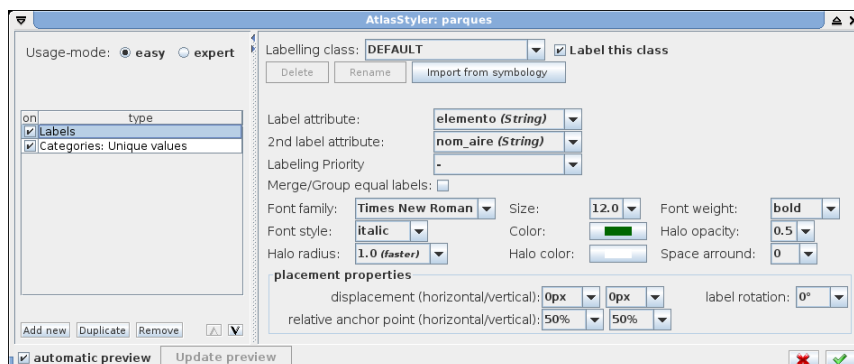 AtlasStyler: parques
Usage-mode: easy expert
Labelling class: DEFAULT Label this class
Delete Rename Import from symbology
on type
Labels
Categories: Unique values
Label attribute: elemento (String)
2nd label attribute: nom_aire (String)
Labeling Priority -
Merge/Group equal labels:
Font family: Times New Roman Size: 12.0 Font weight: bold
Font style: italic Color: Halo opacity: 0.5
Halo radius: 1.0 (faster) Halo color: Space arround: 0
placement properties
displacement (horizontal/vertical): 0px 0px label rotation: 0°
relative anchor point (horizontal/vertical): 50% 50%
Add new Duplicate Remove
automatic preview Update preview